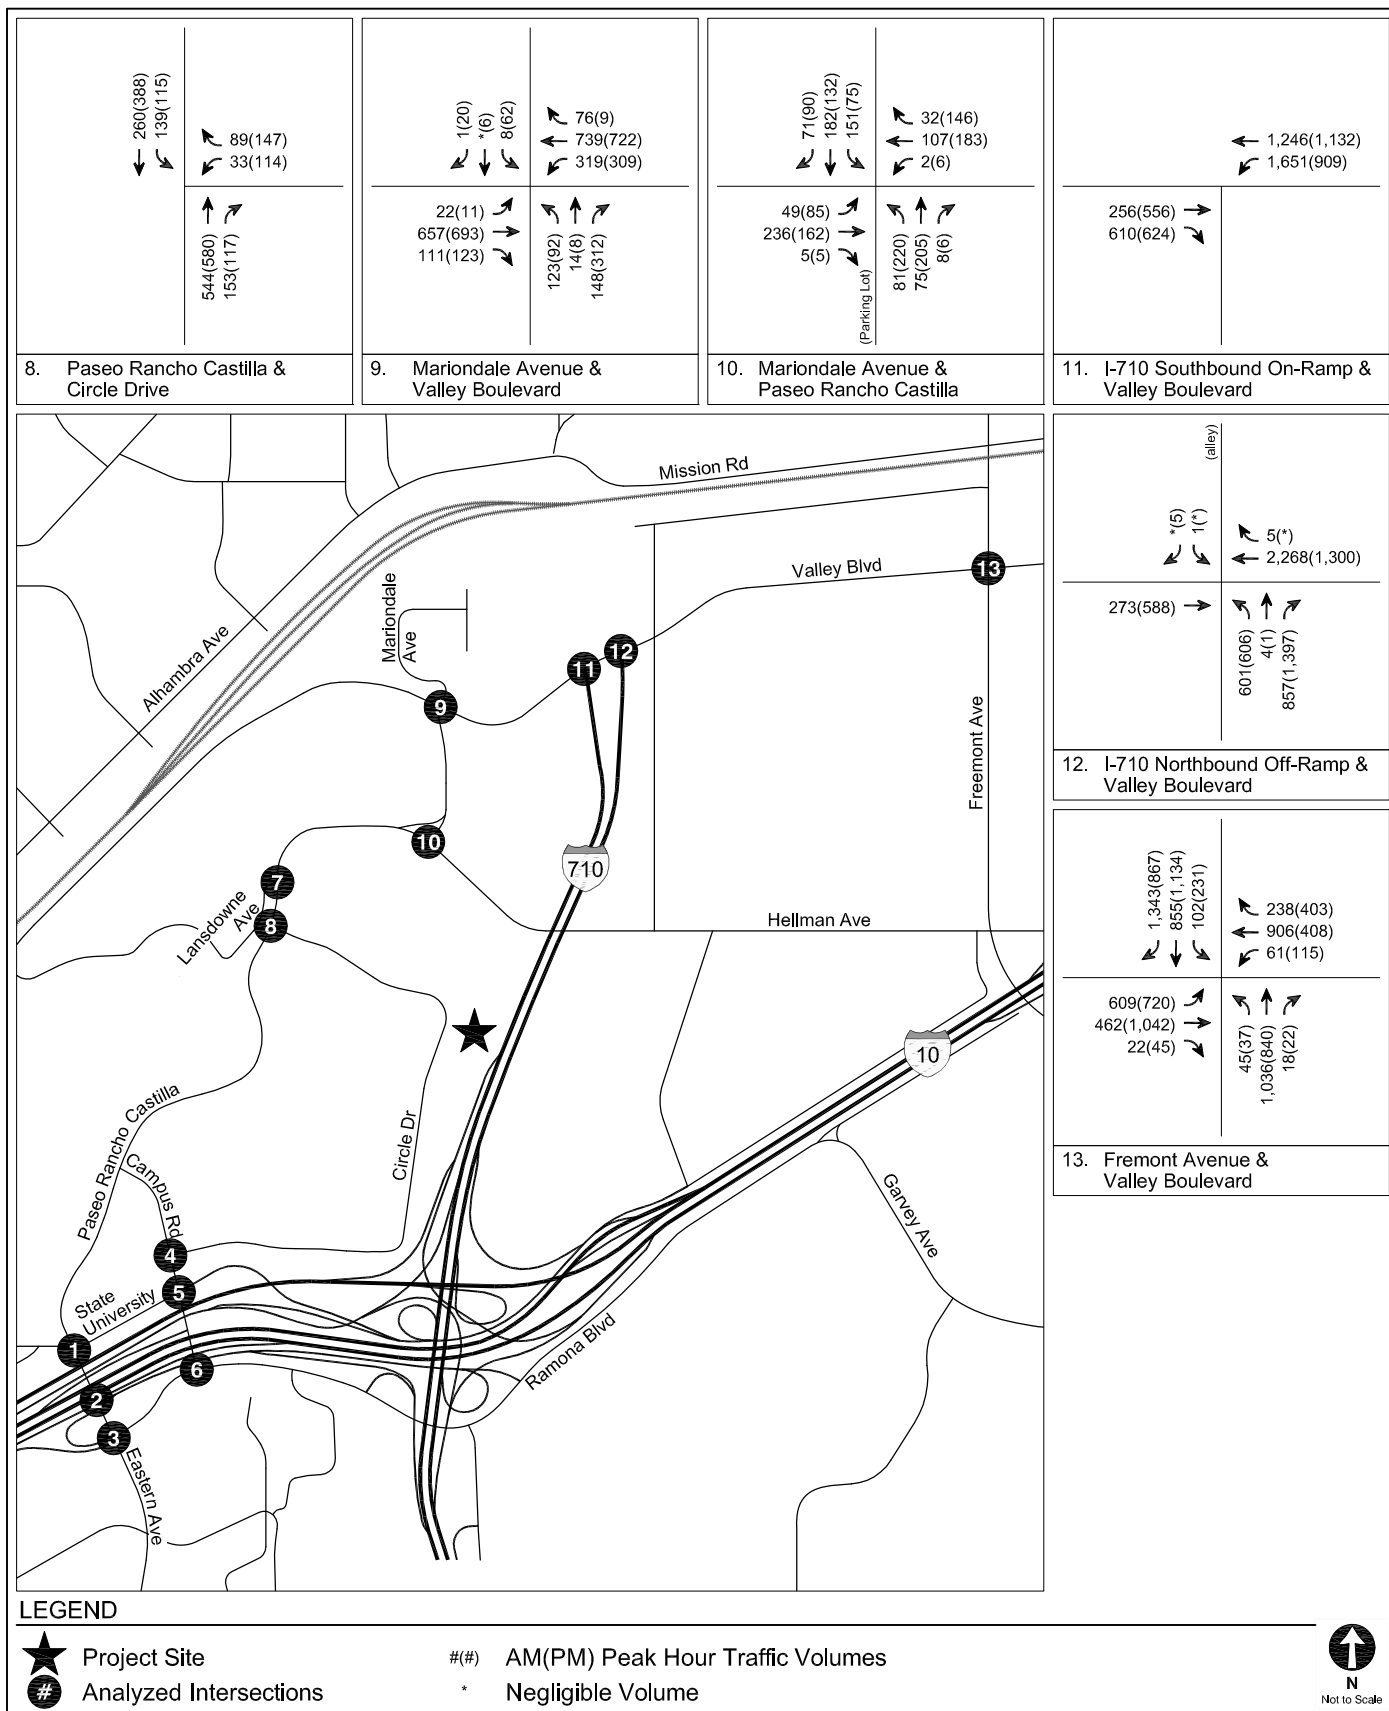 260(388)
139(115)
89(147)
33(114)
544(580)
153(117)
8. Paseo Rancho Castilla &
Circle Drive
1(20)
*(6)
8(62)
76(9)
739(722)
319(309)
22(11)
657(693)
111(123)
123(92)
14(8)
148(312)
9. Mariondale Avenue &
Valley Boulevard
71(90)
182(132)
151(75)
32(146)
107(183)
2(6)
49(85)
236(162)
5(5)
(Parking Lot)
81(220)
75(205)
8(6)
10. Mariondale Avenue &
Paseo Rancho Castilla
1,246(1,132)
1,651(909)
256(556)
610(624)
11. I-710 Southbound On-Ramp &
Valley Boulevard
(alley)
*(5)
1(*)
5(*)
2,268(1,300)
273(588)
601(606)
4(1)
857(1,397)
12. I-710 Northbound Off-Ramp &
Valley Boulevard
1,343(867)
855(1,134)
102(231)
238(403)
906(408)
61(115)
609(720)
462(1,042)
22(45)
45(37)
1,036(840)
18(22)
13. Fremont Avenue &
Valley Boulevard
Mission Rd
Valley Blvd
13
Mariondale
Ave
Alhambra Ave
12
11
9
Freemont Ave
10
710
7
Lansdowne
Ave
8
Hellman Ave
10
Paseo Rancho Castilla
Circle Dr
Campus Rd
Garvey Ave
4
5
State
University
1
6
Ramona Blvd
2
3
Eastern Ave
LEGEND
Project Site
#(#) AM(PM) Peak Hour Traffic Volumes
# Analyzed Intersections
* Negligible Volume
N
Not to Scale